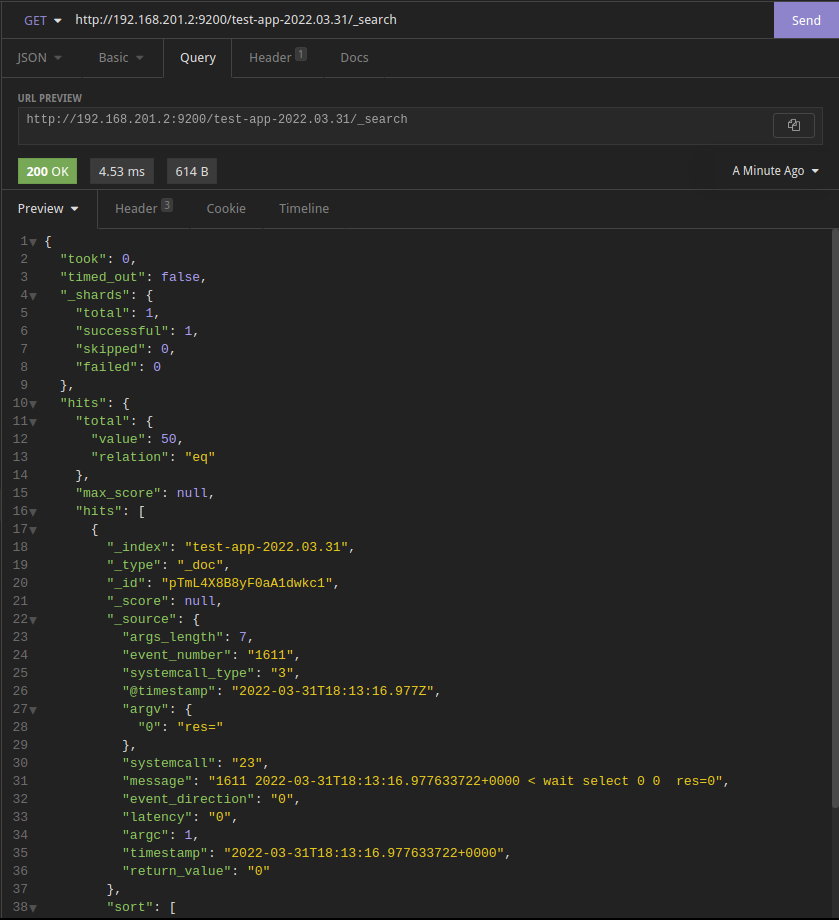 GET http://192.168.201.2:9200/test-app-2022.03.31/_search Send
JSON Basic Query Header 1 Docs
URL PREVIEW
http://192.168.201.2:9200/test-app-2022.03.31/_search
200 OK 4.53 ms 614 B A Minute Ago
Preview Header 3 Cookie Timeline
1 {
2 "took": 0,
3 "timed_out": false,
4 "_shards": {
5 "total": 1,
6 "successful": 1,
7 "skipped": 0,
8 "failed": 0
9 },
10 "hits": {
11 "total": {
12 "value": 50,
13 "relation": "eq"
14 },
15 "max_score": null,
16 "hits": [
17 {
18 "_index": "test-app-2022.03.31",
19 "_type": "_doc",
20 "_id": "pTmL4X8B8yF0aA1dwkc1",
21 "_score": null,
22 "_source": {
23 "args_length": 7,
24 "event_number": "1611",
25 "systemcall_type": "3",
26 "@timestamp": "2022-03-31T18:13:16.977Z",
27 "argv": {
28 "0": "res="
29 },
30 "systemcall": "23",
31 "message": "1611 2022-03-31T18:13:16.977633722+0000 < wait select 0 0  res=0",
32 "event_direction": "0",
33 "latency": "0",
34 "argc": 1,
35 "timestamp": "2022-03-31T18:13:16.977633722+0000",
36 "return_value": "0"
37 },
38 "sort": [